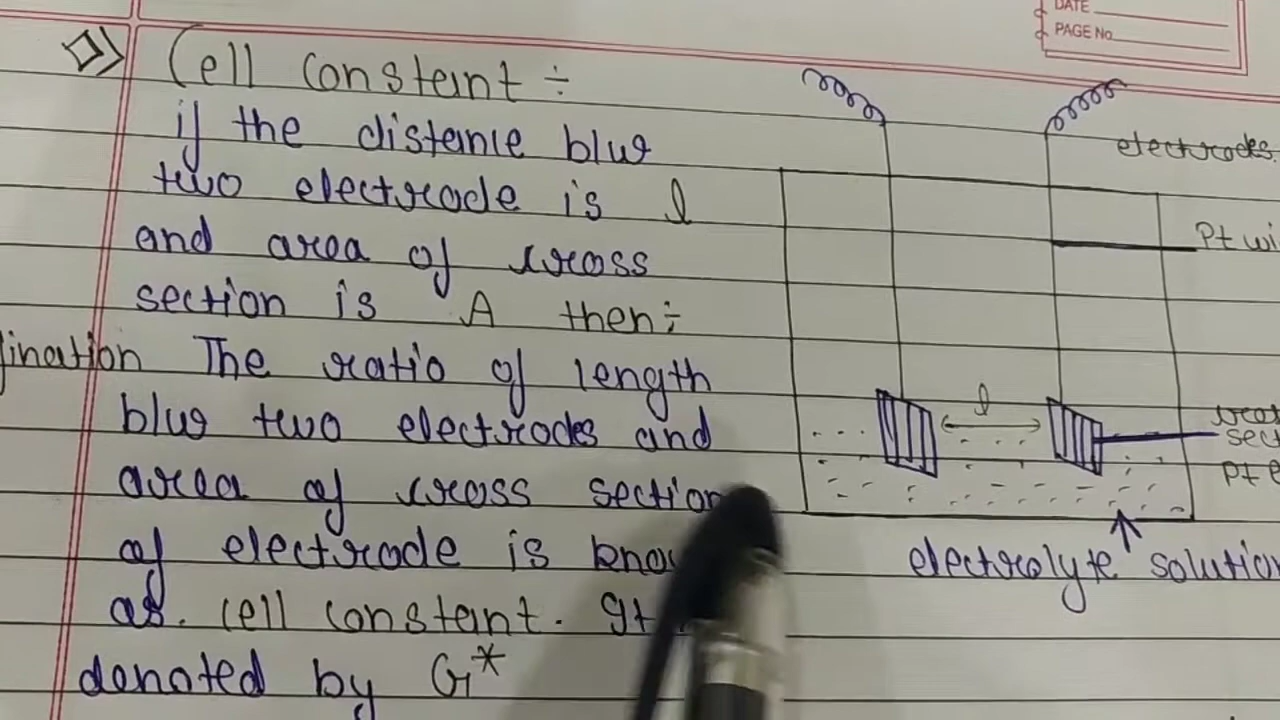 DATE
PAGE No.
Cell Constant ÷
if the distance b/w
two electrode is l
and area of cross
section is A then ÷
The ratio of length
b/w two electrodes and
area of cross section
of electrode is
as. cell constant.
denoted by G*
electrodes
Pt
l
Pt
electrolyte solution